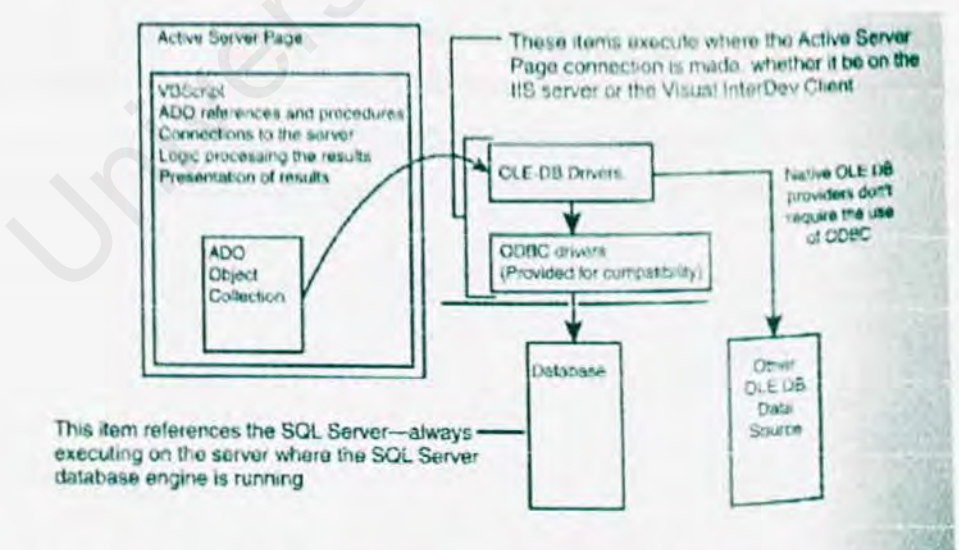 Active Server Page
VBScript
ADO references and procedures
Connections to the server
Logic processing the results
Presentation of results
ADO
Object
Collection
These items execute where the Active Server
Page connection is made, whether it be on the
IIS server or the Visual InterDev Client
OLE-DB Drivers
ODBC drivers
(Provided for compatibility)
Native OLE DB
providers don't
require the use
of ODBC
Database
Other
OLE DB
Data
Source
This item references the SQL Server—always
executing on the server where the SQL Server
database engine is running
Univers